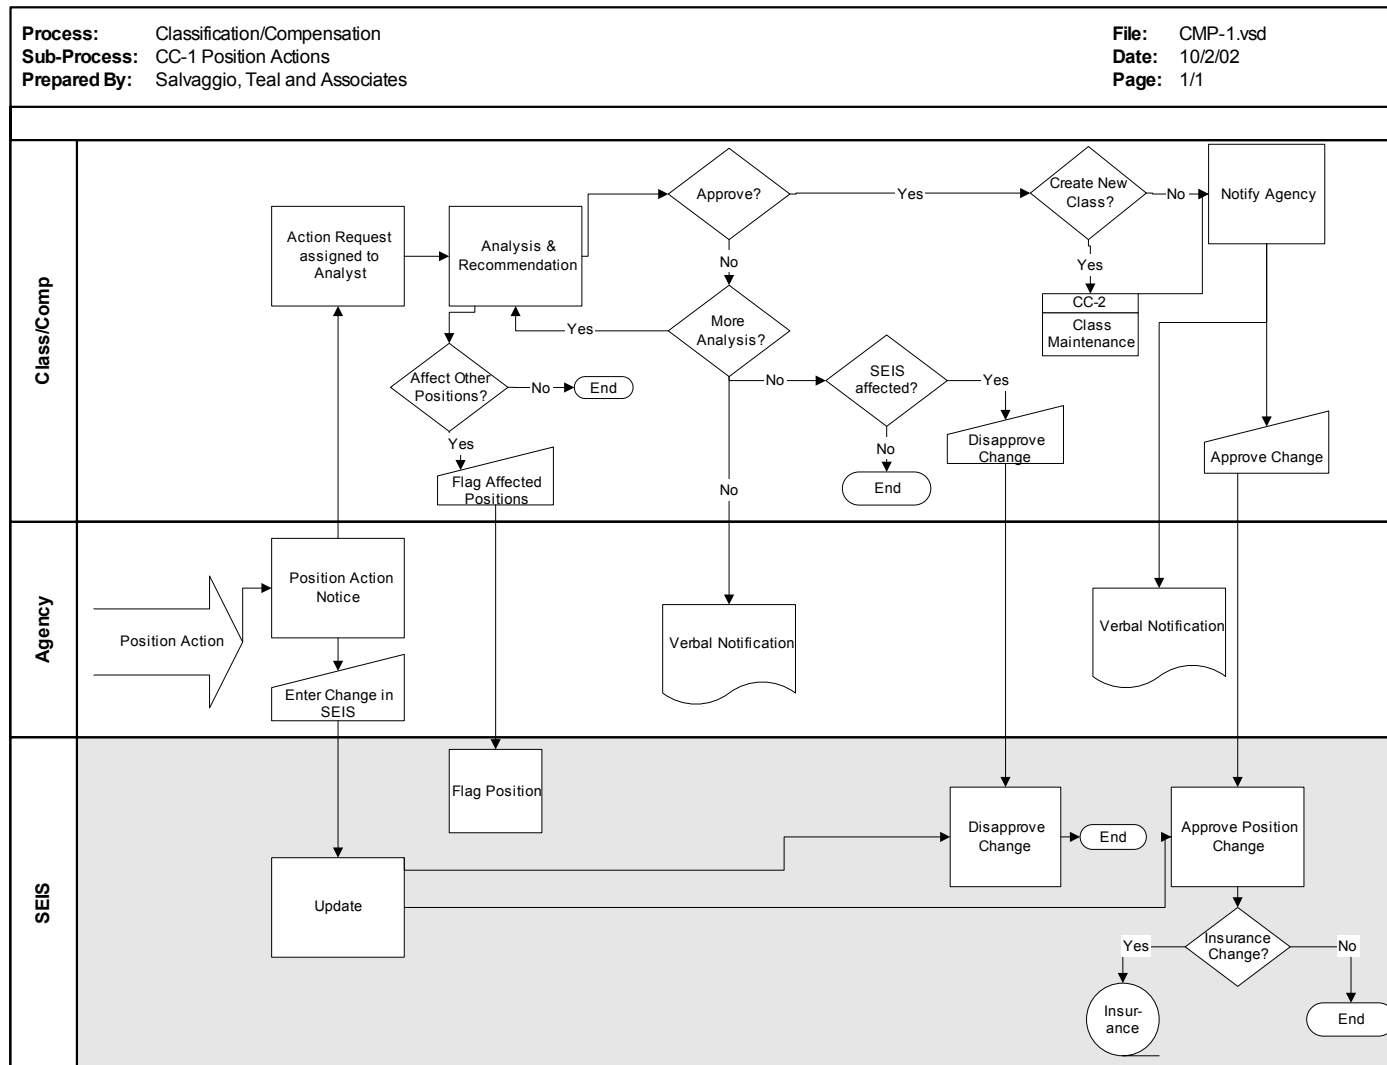 Process: Classification/Compensation
Sub-Process: CC-1 Position Actions
Prepared By: Salvaggio, Teal and Associates
File: CMP-1.vsd
Date: 10/2/02
Page: 1/1
Class/Comp
Action Request
assigned to
Analyst
Analysis &
Recommendation
Approve?
Yes
Create New
Class?
No
Notify Agency
No
Yes
CC-2
Class
Maintenance
More
Analysis?
Yes
No
SEIS
affected?
Yes
No
End
Affect Other
Positions?
No
End
Yes
Flag Affected
Positions
No
Disapprove
Change
Approve Change
Agency
Position Action
Position Action
Notice
Enter Change in
SEIS
Verbal Notification
Verbal Notification
SEIS
Flag Position
Update
Disapprove
Change
End
Approve Position
Change
Insurance
Change?
Yes
No
Insur-
ance
End